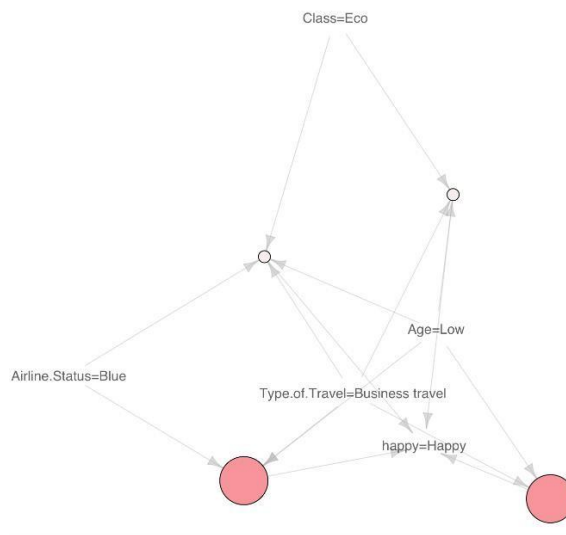 Class=Eco
Age=Low
Airline.Status=Blue
Type.of.Travel=Business travel
happy=Happy